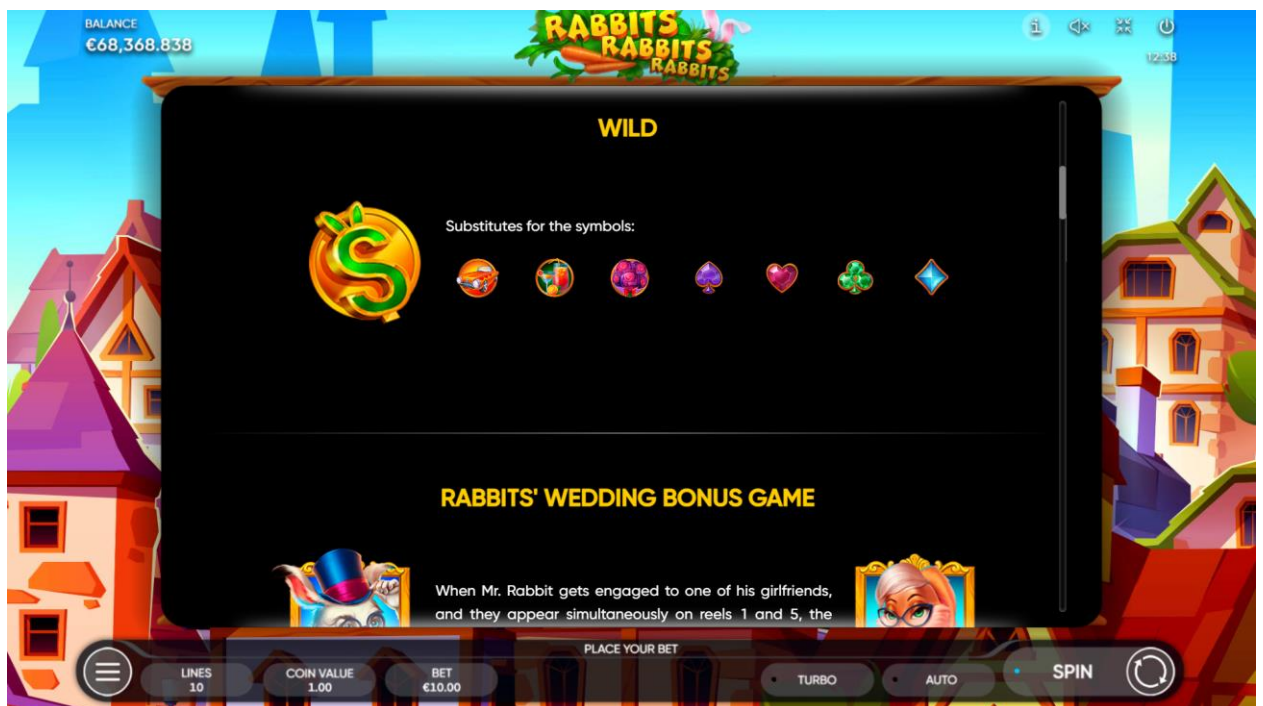 BALANCE
€68,368.838
RABBITS
RABBITS
RABBITS
12:38
WILD
Substitutes for the symbols:
RABBITS' WEDDING BONUS GAME
When Mr. Rabbit gets engaged to one of his girlfriends,
and they appear simultaneously on reels 1 and 5, the
PLACE YOUR BET
LINES
10
COIN VALUE
1.00
BET
€10.00
TURBO
AUTO
SPIN